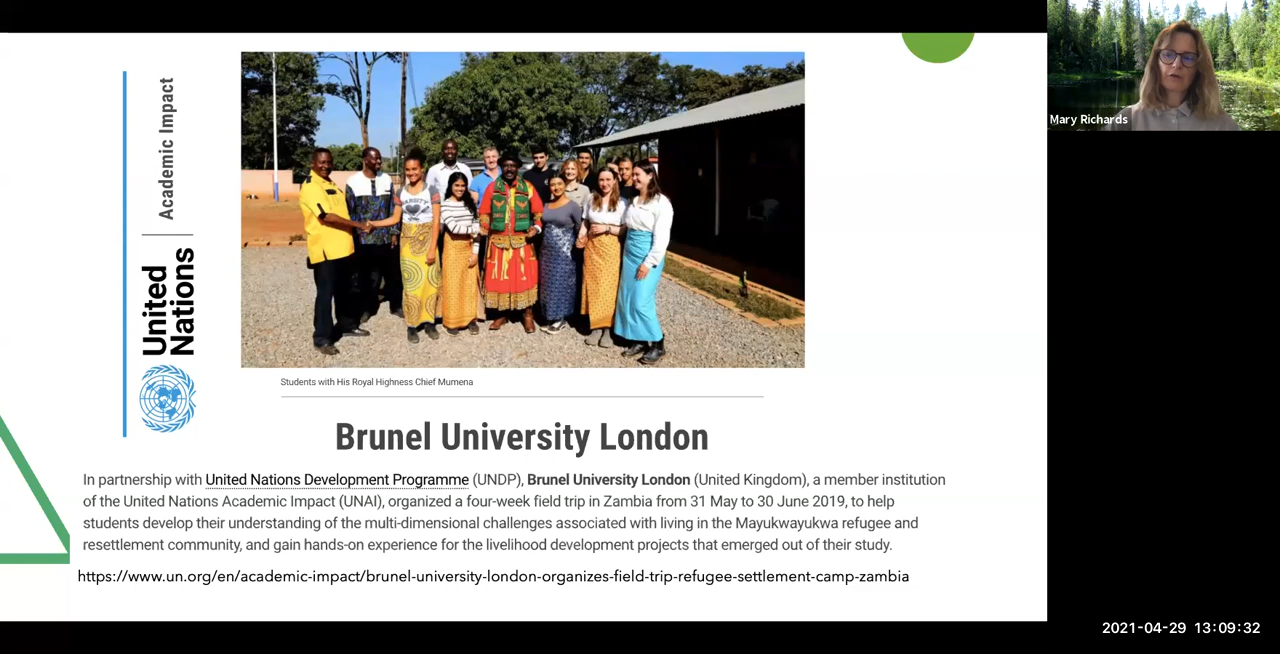 Academic Impact
United
Nations
VARSITY
Students with His Royal Highness Chief Mumena
Brunel University London
In partnership with United Nations Development Programme (UNDP), Brunel University London (United Kingdom), a member institution
of the United Nations Academic Impact (UNAI), organized a four-week field trip in Zambia from 31 May to 30 June 2019, to help
students develop their understanding of the multi-dimensional challenges associated with living in the Mayukwayukwa refugee and
resettlement community, and gain hands-on experience for the livelihood development projects that emerged out of their study.
https://www.un.org/en/academic-impact/brunel-university-london-organizes-field-trip-refugee-settlement-camp-zambia
Mary Richards
2021-04-29 13:09:32